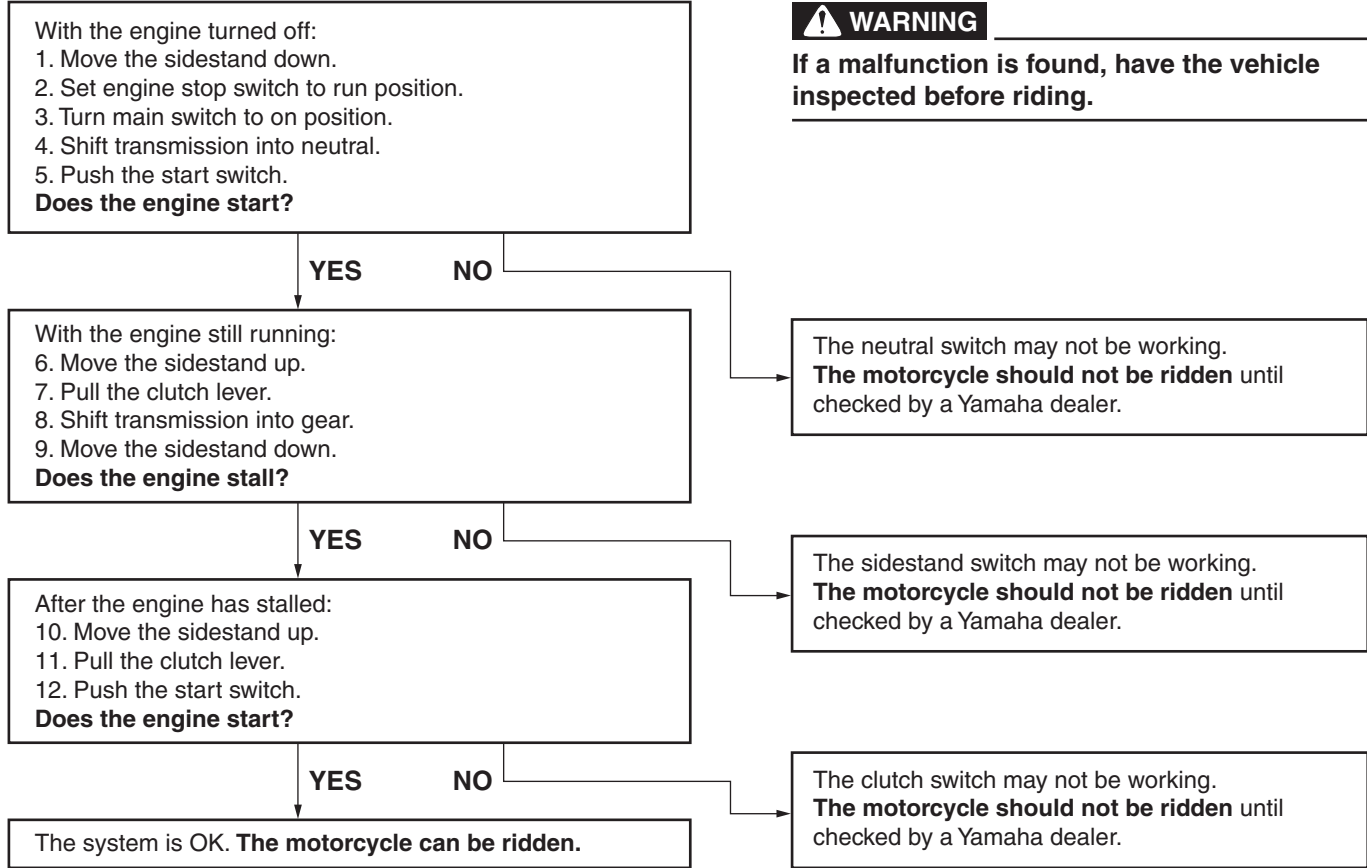 With the engine turned off:
1. Move the sidestand down.
2. Set engine stop switch to run position.
3. Turn main switch to on position.
4. Shift transmission into neutral.
5. Push the start switch.
Does the engine start?
WARNING
If a malfunction is found, have the vehicle
inspected before riding.
YES NO
The neutral switch may not be working.
The motorcycle should not be ridden until
checked by a Yamaha dealer.
With the engine still running:
6. Move the sidestand up.
7. Pull the clutch lever.
8. Shift transmission into gear.
9. Move the sidestand down.
Does the engine stall?
YES NO
The sidestand switch may not be working.
The motorcycle should not be ridden until
checked by a Yamaha dealer.
After the engine has stalled:
10. Move the sidestand up.
11. Pull the clutch lever.
12. Push the start switch.
Does the engine start?
YES NO
The clutch switch may not be working.
The motorcycle should not be ridden until
checked by a Yamaha dealer.
The system is OK. The motorcycle can be ridden.